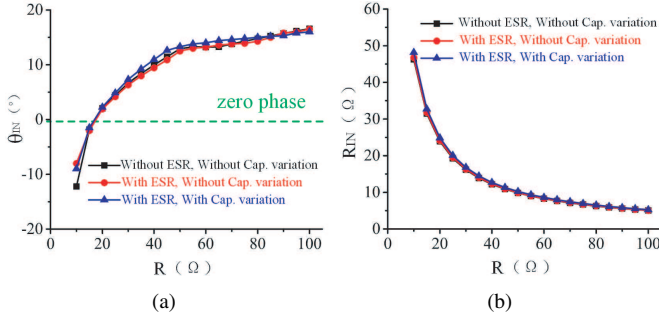 θIN (°)
20
10
0
-10
-20
zero phase
Without ESR, Without Cap. variation
With ESR, Without Cap. variation
With ESR, With Cap. variation
0 20 40 60 80 100
R （Ω）
(a)
RIN （Ω）
60
50
40
30
20
10
0
Without ESR, Without Cap. variation
With ESR, Without Cap. variation
With ESR, With Cap. variation
0 20 40 60 80 100
R （Ω）
(b)